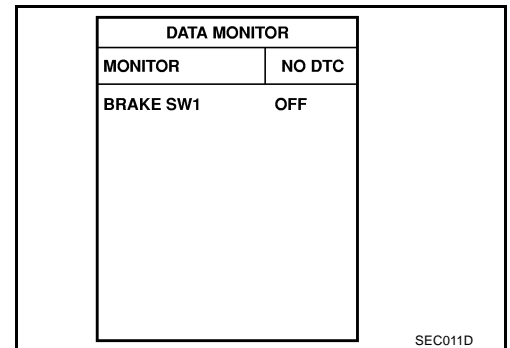 DATA MONITOR
MONITOR NO DTC
BRAKE SW1 OFF
SEC011D